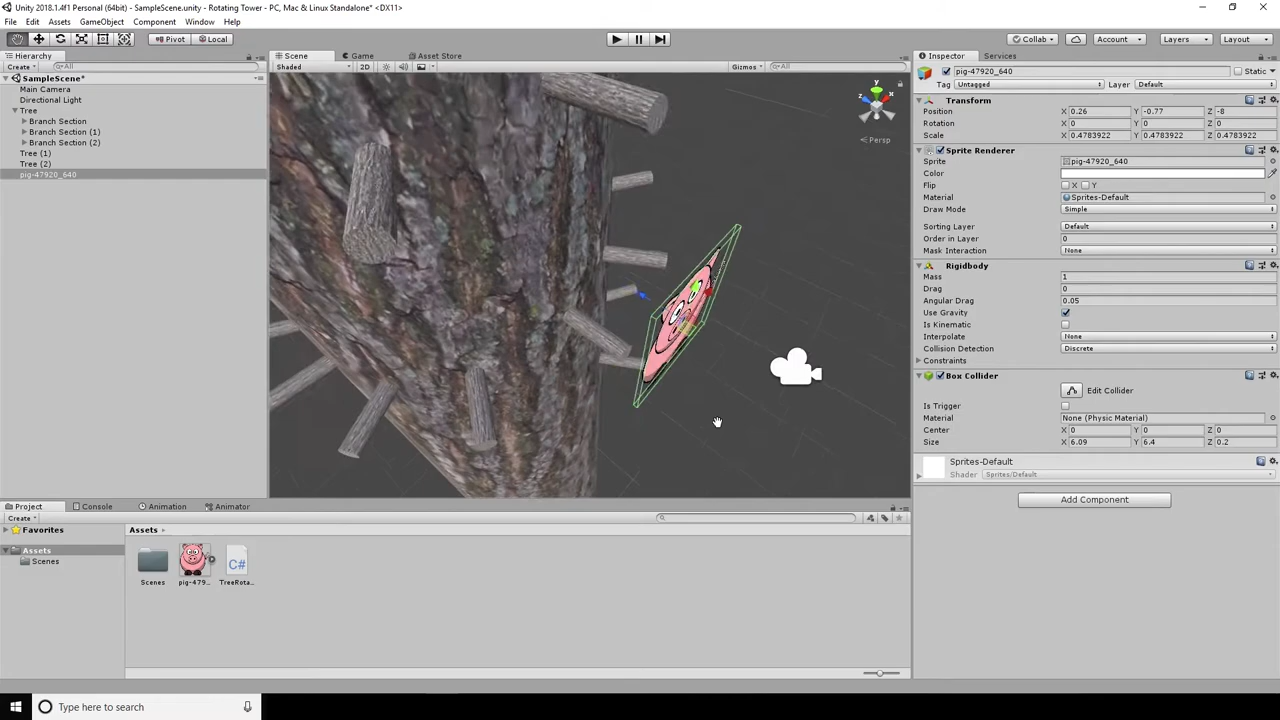 Unity 2018.1.4f1 Personal (64bit) - SampleScene.unity - Rotating Tower - PC, Mac & Linux Standalone* <DX11>
File Edit Assets GameObject Component Window Help
Pivot Local Collab Account Layers Layout
Hierarchy
Create All
SampleScene*
Main Camera
Directional Light
Tree
Branch Section
Branch Section (1)
Branch Section (2)
Tree (1)
Tree (2)
pig-47920_640
Scene Game Asset Store
Shaded 2D Gizmos All
y
x
z
Persp
Inspector Services
pig-47920_640 Static
Tag Untagged Layer Default
Transform
Position X 0.26 Y -0.77 Z -8
Rotation X 0 Y 0 Z 0
Scale X 0.4783922 Y 0.4783922 Z 0.4783922
Sprite Renderer
Sprite pig-47920_640
Color
Flip X Y
Material Sprites-Default
Draw Mode Simple
Sorting Layer Default
Order in Layer 0
Mask Interaction None
Rigidbody
Mass 1
Drag 0
Angular Drag 0.05
Use Gravity
Is Kinematic
Interpolate None
Collision Detection Discrete
Constraints
Box Collider
Edit Collider
Is Trigger
Material None (Physic Material)
Center X 0 Y 0 Z 0
Size X 6.09 Y 6.4 Z 0.2
Sprites-Default
Shader Sprites/Default
Add Component
Project Console Animation Animator
Create
Favorites
Assets
Scenes
Assets
C#
Scenes pig-479... TreeRota...
Type here to search